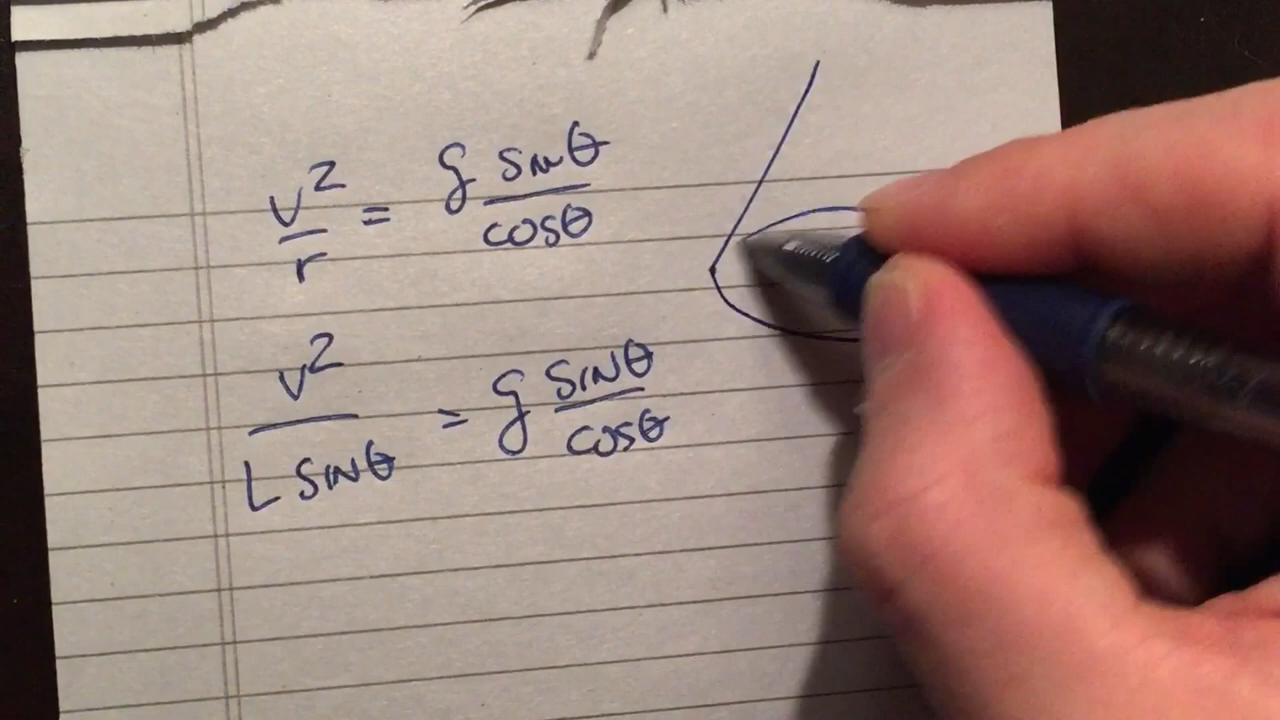 v²/r = g sinθ/cosθ
v²/L sinθ = g sinθ/cosθ